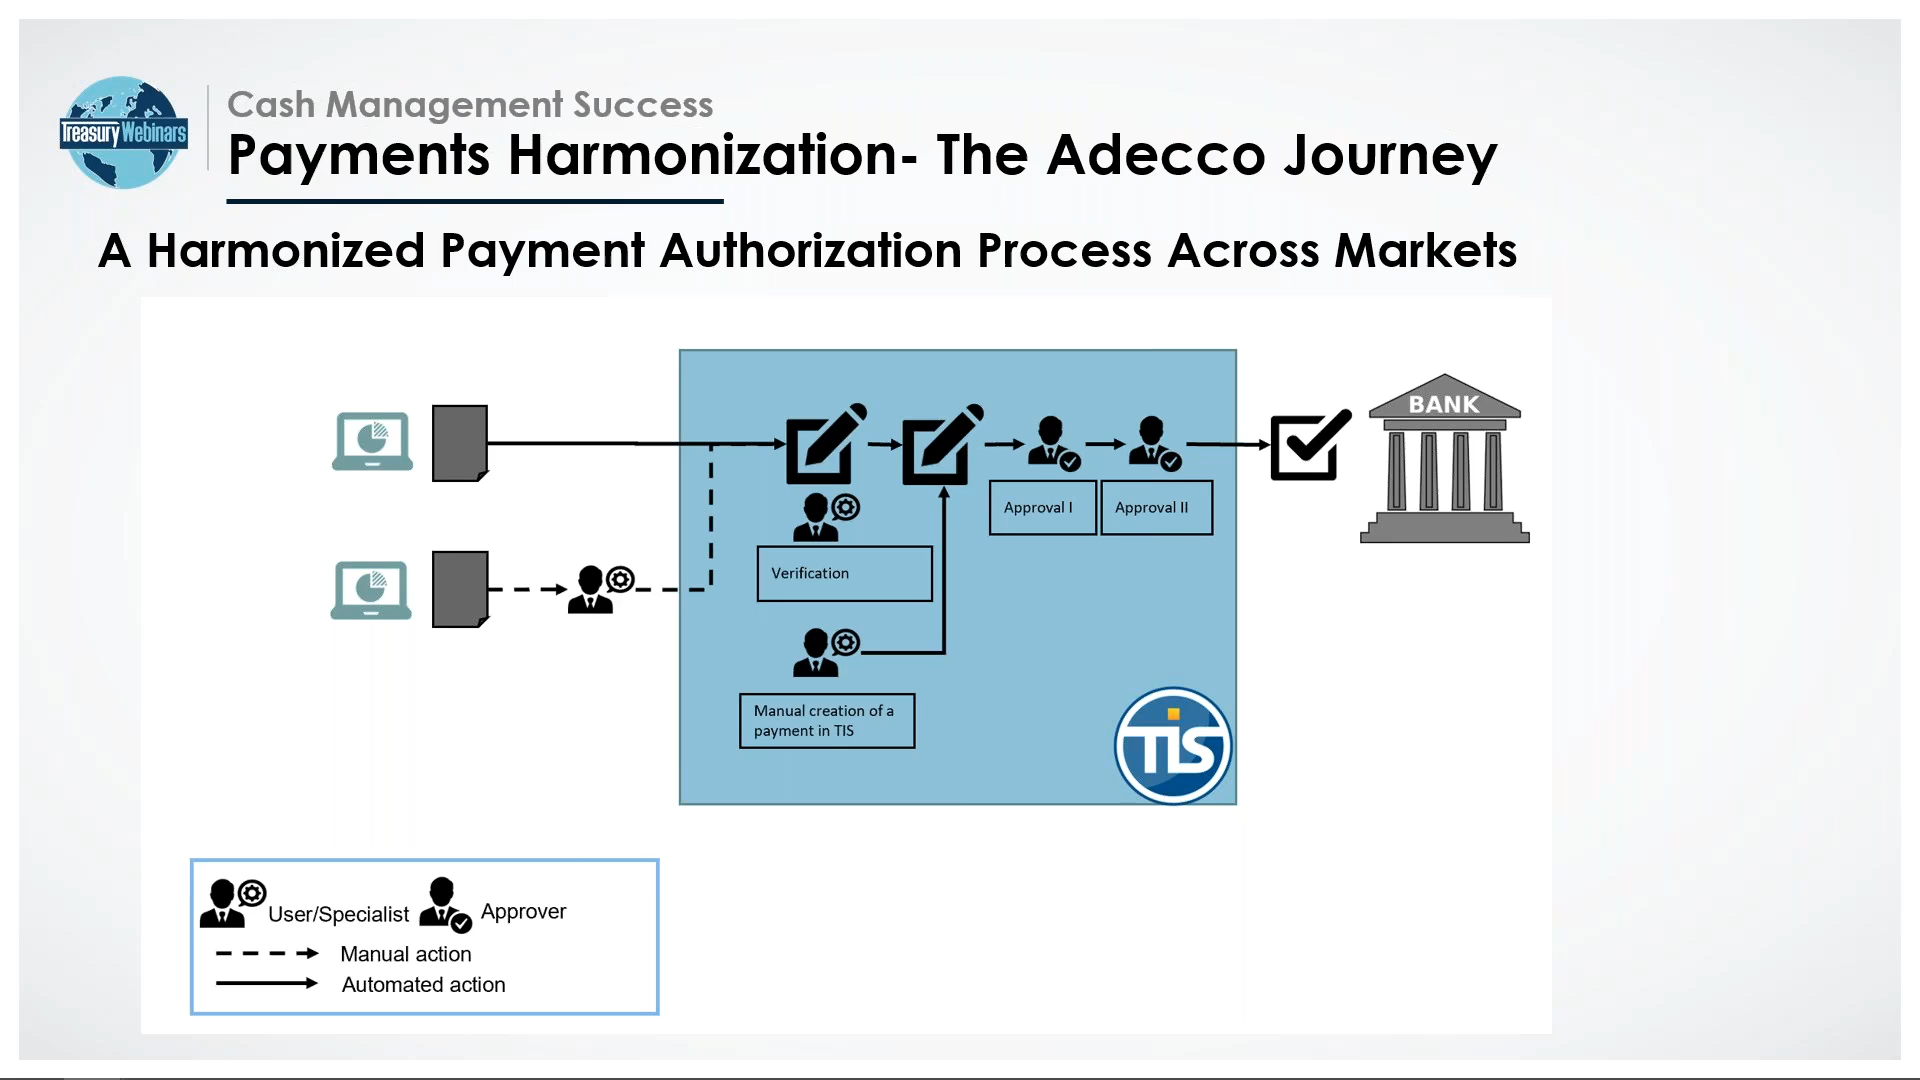 Treasury Webinars
Cash Management Success
Payments Harmonization- The Adecco Journey
A Harmonized Payment Authorization Process Across Markets
BANK
Approval I
Approval II
Verification
Manual creation of a
payment in TIS
TIS
User/Specialist
Approver
Manual action
Automated action